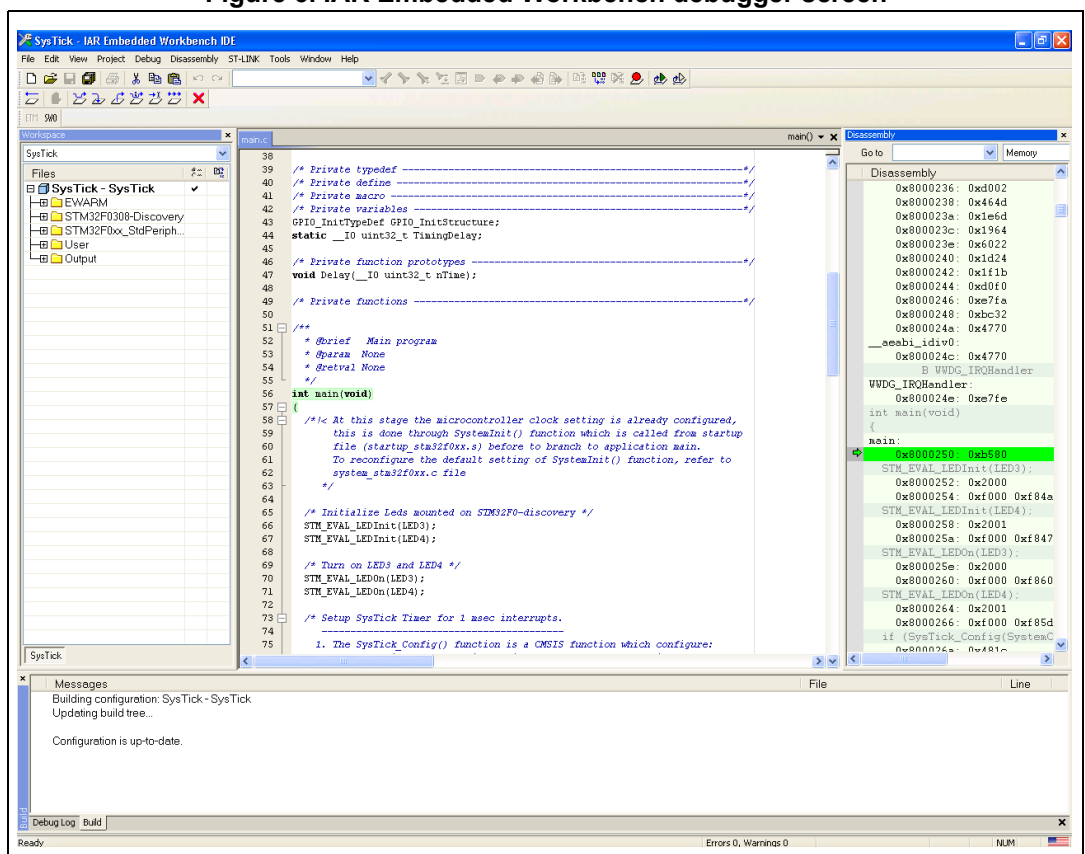 SysTick - IAR Embedded Workbench IDE
File Edit View Project Debug Disassembly ST-LINK Tools Window Help
ETM SWO
Workspace
SysTick
Files
SysTick - SysTick
EWARM
STM32F0308-Discovery
STM32F0xx_StdPeriph...
User
Output
SysTick
main.c
main()
38
39 /* Private typedef -----------------------------------------------------------*/
40 /* Private define ------------------------------------------------------------*/
41 /* Private macro -------------------------------------------------------------*/
42 /* Private variables ---------------------------------------------------------*/
43 GPIO_InitTypeDef GPIO_InitStructure;
44 static __IO uint32_t TimingDelay;
45
46 /* Private function prototypes -----------------------------------------------*/
47 void Delay(__IO uint32_t nTime);
48
49 /* Private functions ---------------------------------------------------------*/
50
51 /**
52 * @brief Main program
53 * @param None
54 * @retval None
55 */
56 int main(void)
57 {
58 /*!< At this stage the microcontroller clock setting is already configured,
59 this is done through SystemInit() function which is called from startup
60 file (startup_stm32f0xx.s) before to branch to application main.
61 To reconfigure the default setting of SystemInit() function, refer to
62 system_stm32f0xx.c file
63 */
64
65 /* Initialize Leds mounted on STM32F0-discovery */
66 STM_EVAL_LEDInit(LED3);
67 STM_EVAL_LEDInit(LED4);
68
69 /* Turn on LED3 and LED4 */
70 STM_EVAL_LEDOn(LED3);
71 STM_EVAL_LEDOn(LED4);
72
73 /* Setup SysTick Timer for 1 msec interrupts.
74 ------------------------------------------
75 1. The SysTick_Config() function is a CMSIS function which configure:
Disassembly
Go to Memory
Disassembly
0x8000236: 0xd002
0x8000238: 0x464d
0x800023a: 0x1e6d
0x800023c: 0x1964
0x800023e: 0x6022
0x8000240: 0x1d24
0x8000242: 0x1f1b
0x8000244: 0xd0f0
0x8000246: 0xe7fa
0x8000248: 0xbc32
0x800024a: 0x4770
__aeabi_idiv0:
0x800024c: 0x4770
B WWDG_IRQHandler
WWDG_IRQHandler:
0x800024e: 0xe7fe
int main(void)
{
main:
0x8000250: 0xb580
STM_EVAL_LEDInit(LED3);
0x8000252: 0x2000
0x8000254: 0xf000 0xf84a
STM_EVAL_LEDInit(LED4);
0x8000258: 0x2001
0x800025a: 0xf000 0xf847
STM_EVAL_LEDOn(LED3);
0x800025e: 0x2000
0x8000260: 0xf000 0xf860
STM_EVAL_LEDOn(LED4);
0x8000264: 0x2001
0x8000266: 0xf000 0xf85d
if (SysTick_Config(SystemC
0x800026a: 0x481c
Messages File Line
Building configuration: SysTick - SysTick
Updating build tree...
Configuration is up-to-date.
Build
Debug Log Build
Ready Errors 0, Warnings 0 NUM